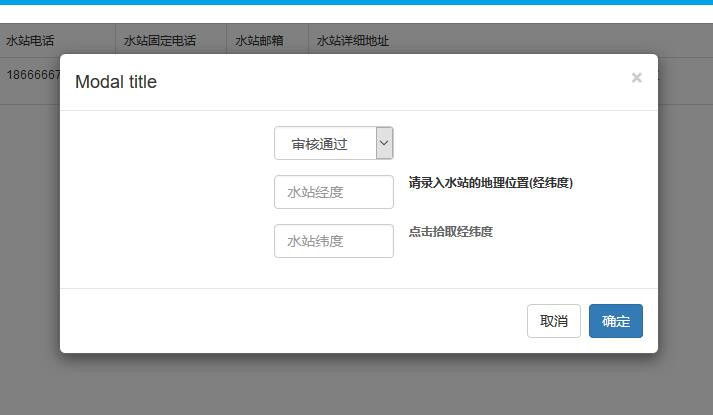 水站电话 水站固定电话 水站邮箱 水站详细地址
18666667
Modal title ×
审核通过
水站经度 请录入水站的地理位置(经纬度)
水站纬度 点击拾取经纬度
取消 确定